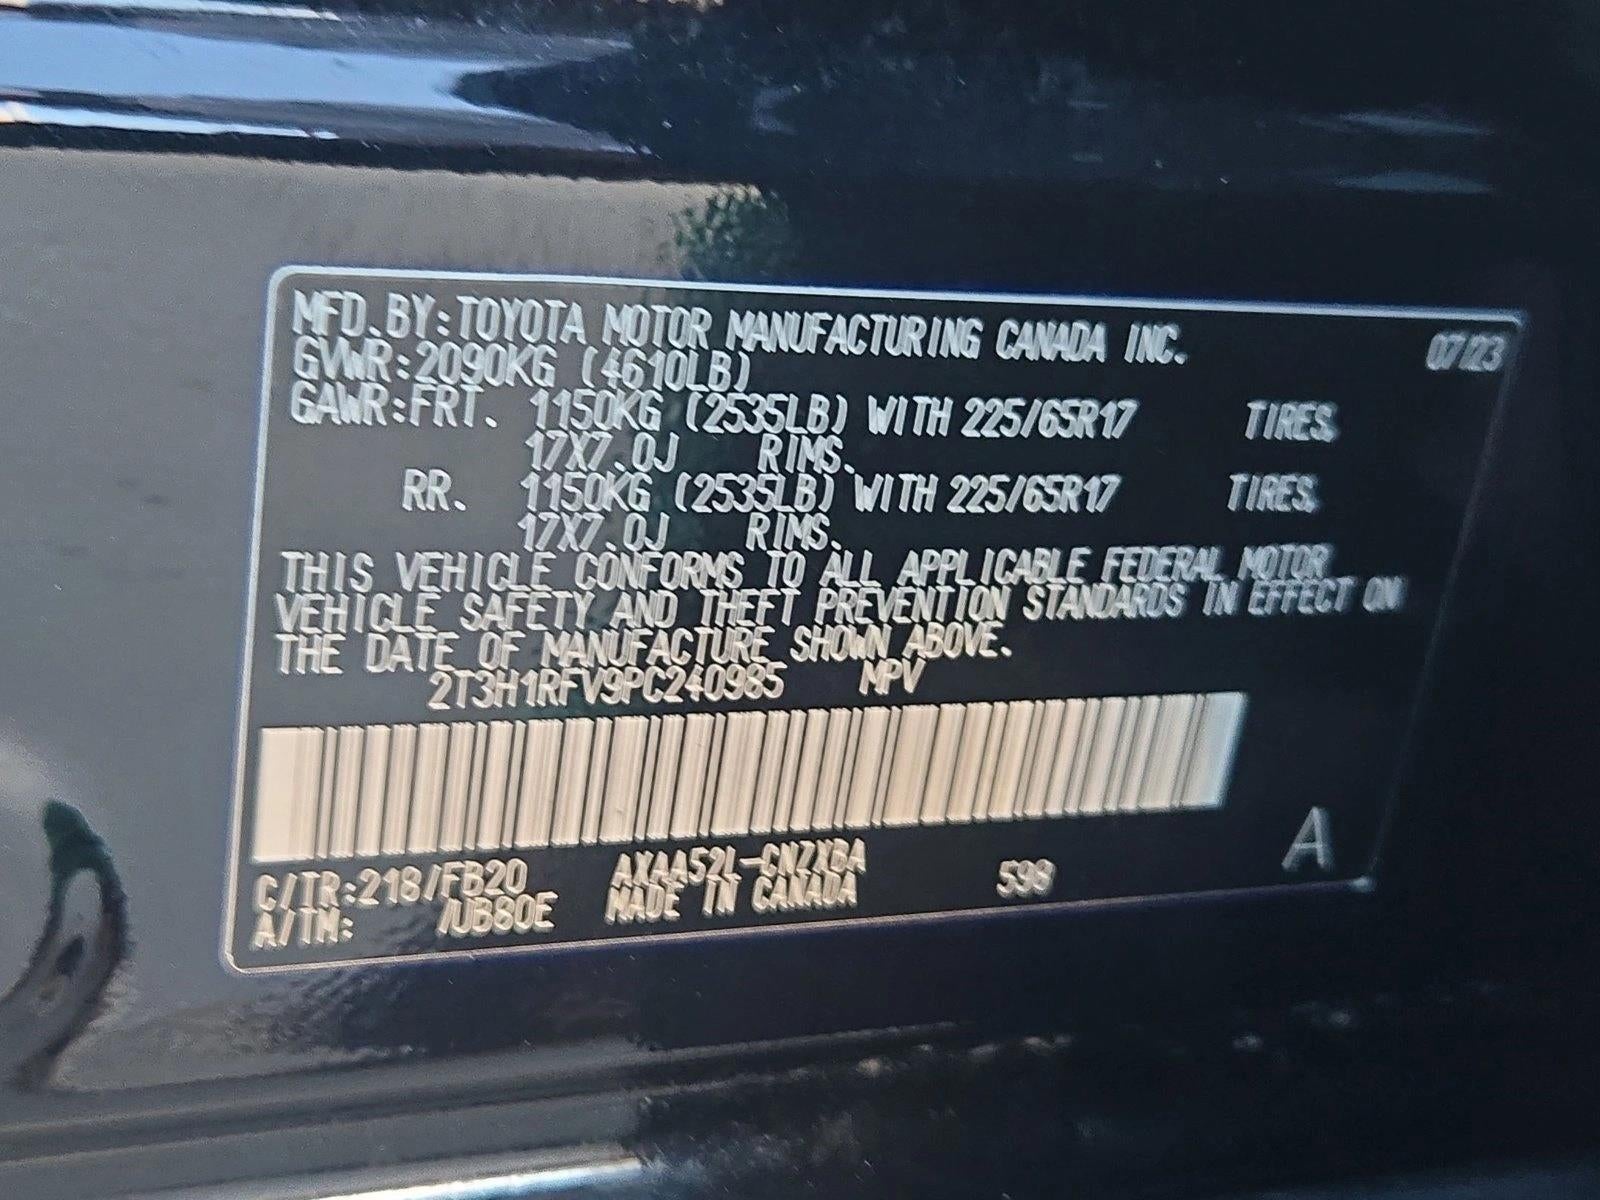 MFD.BY:TOYOTA MOTOR MANUFACTURING CANADA INC. 07/23
GVWR:2090KG (4610LB)
GAWR:FRT. 1150KG (2535LB) WITH 225/65R17 TIRES,
17X7.0J RIMS.
RR. 1150KG (2535LB) WITH 225/65R17 TIRES,
17X7.0J RIMS.
THIS VEHICLE CONFORMS TO ALL APPLICABLE FEDERAL MOTOR
VEHICLE SAFETY AND THEFT PREVENTION STANDARDS IN EFFECT ON
THE DATE OF MANUFACTURE SHOWN ABOVE.
2T3H1RFV9PC240985 MPV
A
C/TR:218/FB20 AXAA52L-CNZXBA 598
A/TM: /UB80E MADE IN CANADA